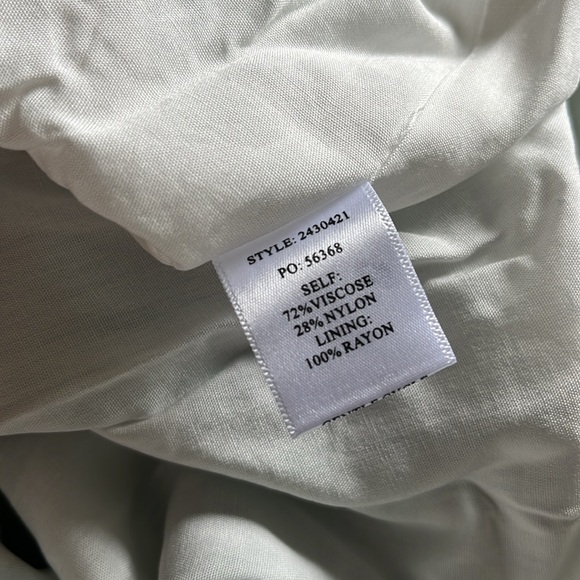 STYLE: 2430421
PO: 56368
SELF:
72%VISCOSE
28%NYLON
LINING:
100%RAYON